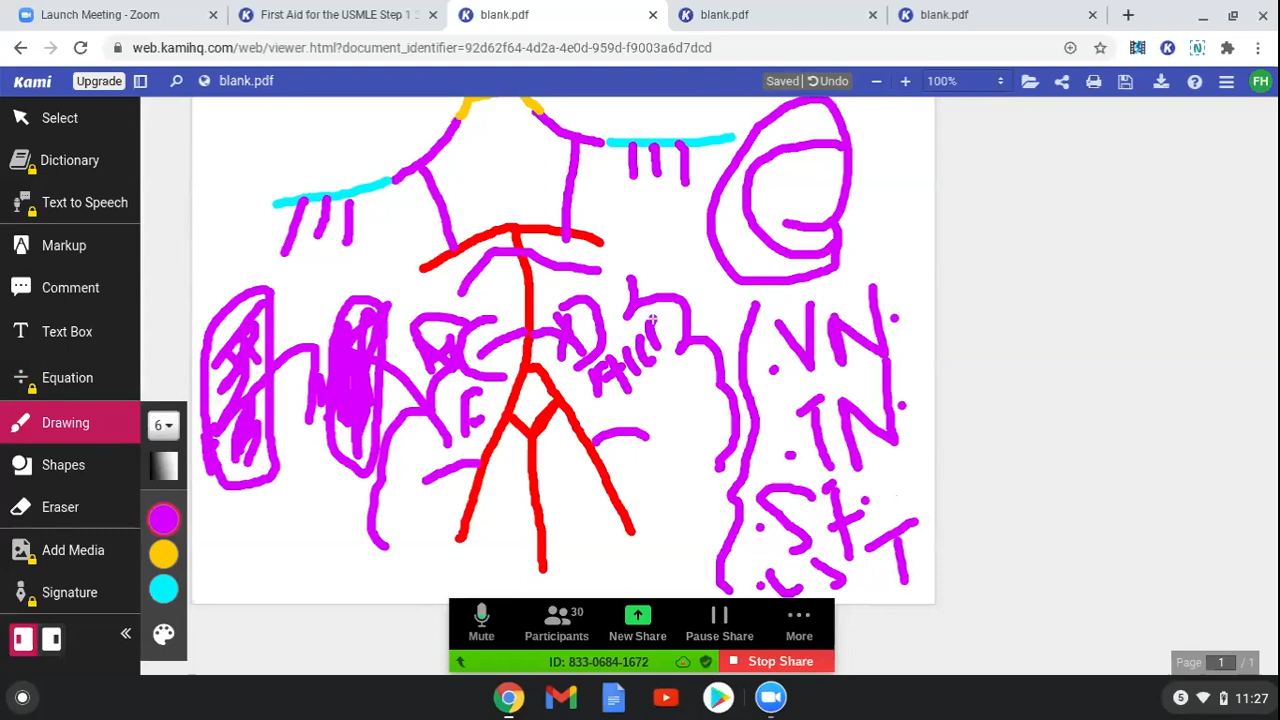 Launch Meeting - Zoom
First Aid for the USMLE Step 1
blank.pdf
blank.pdf
blank.pdf
web.kamihq.com/web/viewer.html?document_identifier=92d62f64-4d2a-4e0d-959d-f9003a6d7dcd
Kami Upgrade blank.pdf Saved Undo 100% FH
Select
Dictionary
Text to Speech
Markup
Comment
Text Box
Equation
Drawing
Shapes
Eraser
Add Media
Signature
6
VN
TN
Mute
Participants 30
New Share
Pause Share
More
ID: 833-0684-1672
Stop Share
Page 1 / 1
5 11:27